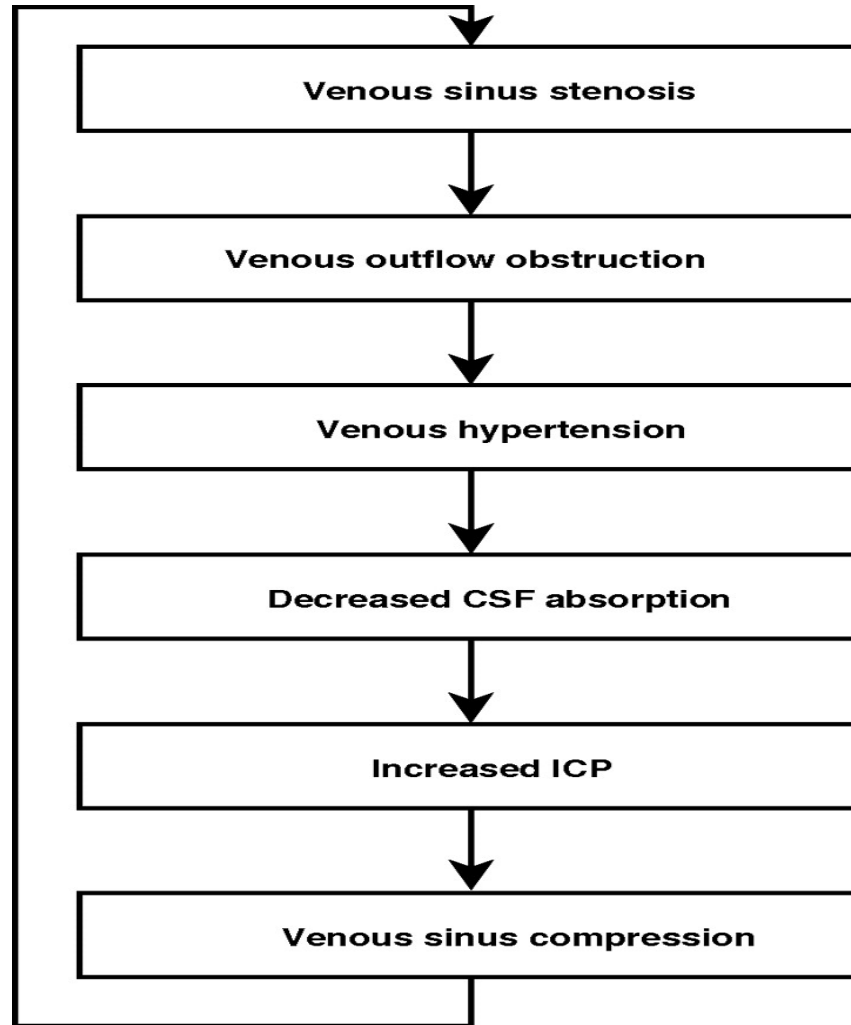 Venous sinus stenosis
Venous outflow obstruction
Venous hypertension
Decreased CSF absorption
Increased ICP
Venous sinus compression